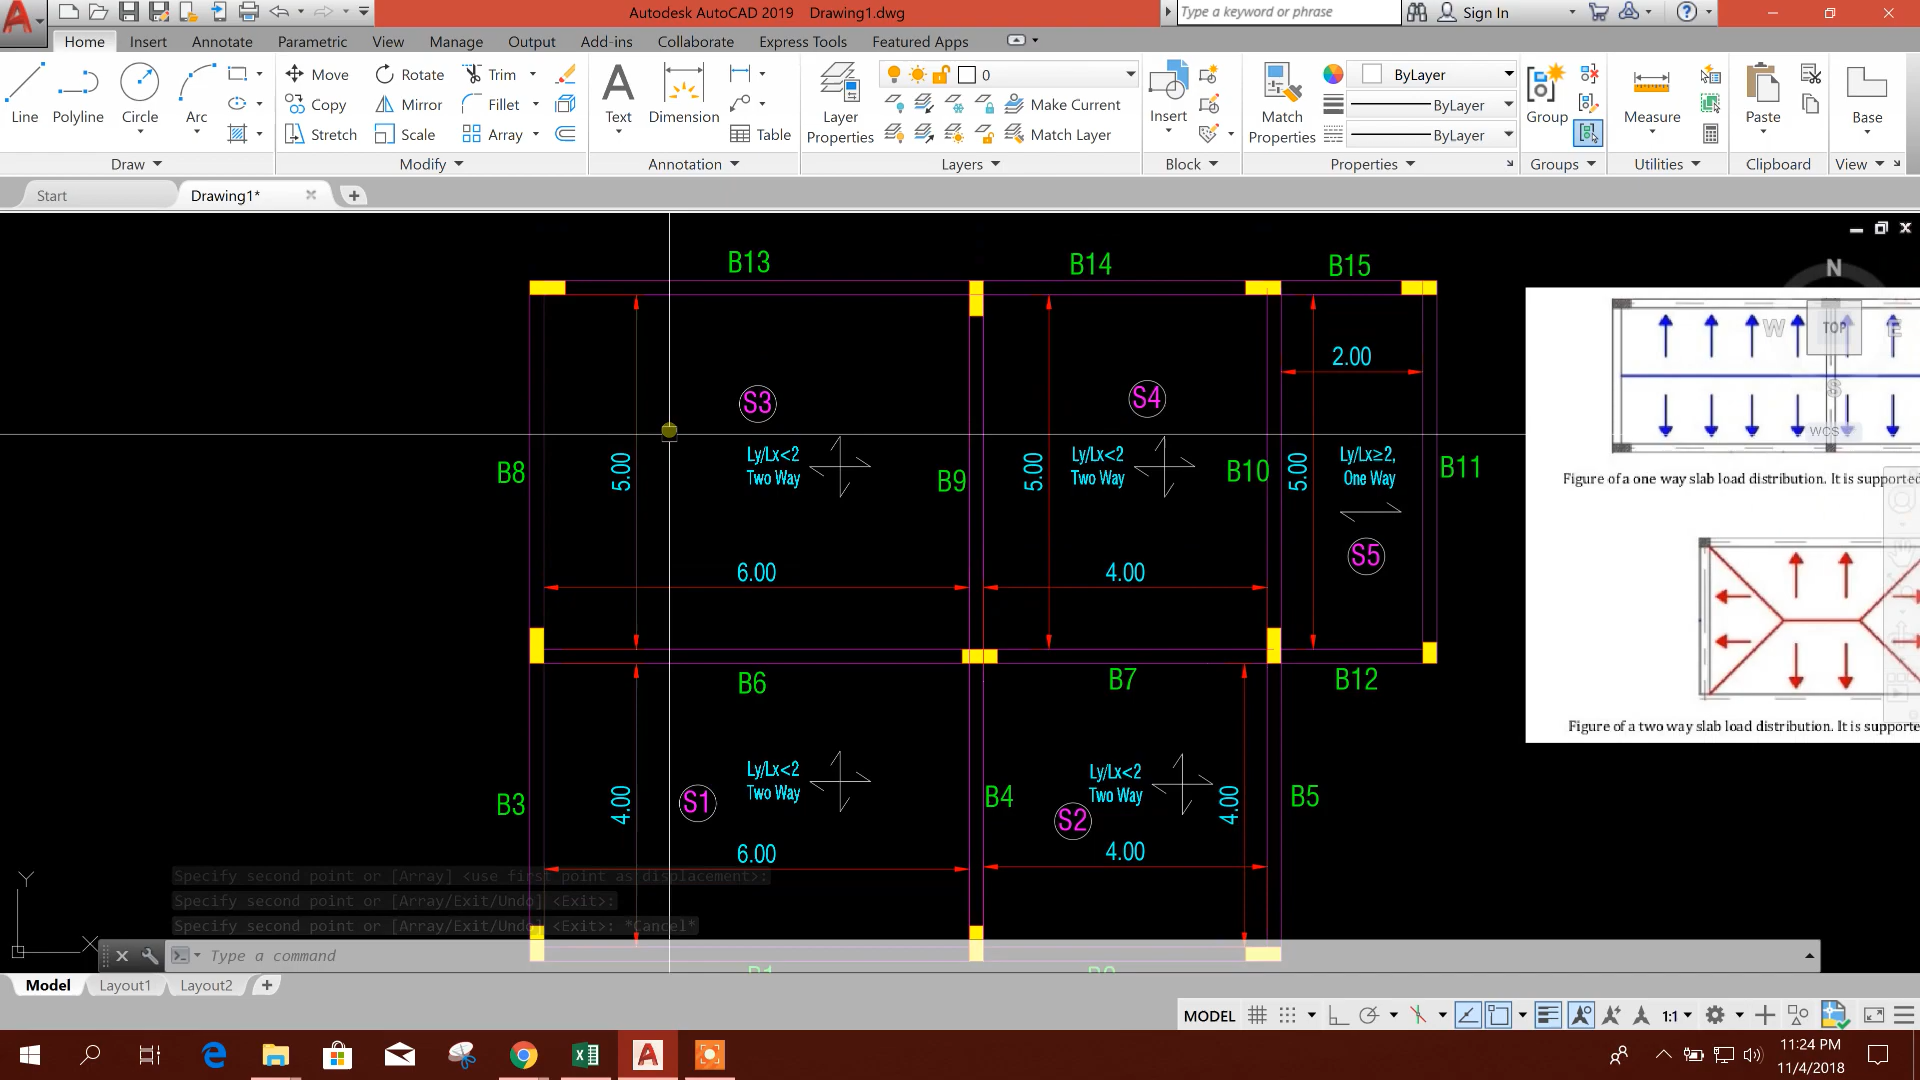 Autodesk AutoCAD 2019 Drawing1.dwg
Type a keyword or phrase
Sign In
Home Insert Annotate Parametric View Manage Output Add-ins Collaborate Express Tools Featured Apps
Line Polyline Circle Arc
Move Rotate Trim
Copy Mirror Fillet
Stretch Scale Array
Text Dimension Table
Layer Properties
0
Make Current
Match Layer
Insert
Match Properties
ByLayer
ByLayer
ByLayer
Group Measure Paste Base
Draw Modify Annotation Layers Block Properties Groups Utilities Clipboard View
Start Drawing1*
B13 B14 B15
N
W TOP E
S
WCS
2.00
S3 S4
Ly/Lx<2
Two Way
Ly/Lx<2
Two Way
Ly/Lx≥2,
One Way
B8 5.00 B9 5.00 B10 5.00 B11
S5
6.00 4.00
Figure of a one way slab load distribution. It is supported
B6 B7 B12
Figure of a two way slab load distribution. It is supporte
Ly/Lx<2
Two Way
Ly/Lx<2
Two Way
B3 4.00 S1 B4 S2 4.00 B5
6.00 4.00
Specify second point or [Array] <use first point as displacement>:
Specify second point or [Array/Exit/Undo] <Exit>:
Specify second point or [Array/Exit/Undo] <Exit>: *Cancel*
Y
X
Type a command
Model Layout1 Layout2
MODEL 1:1
11:24 PM
11/4/2018